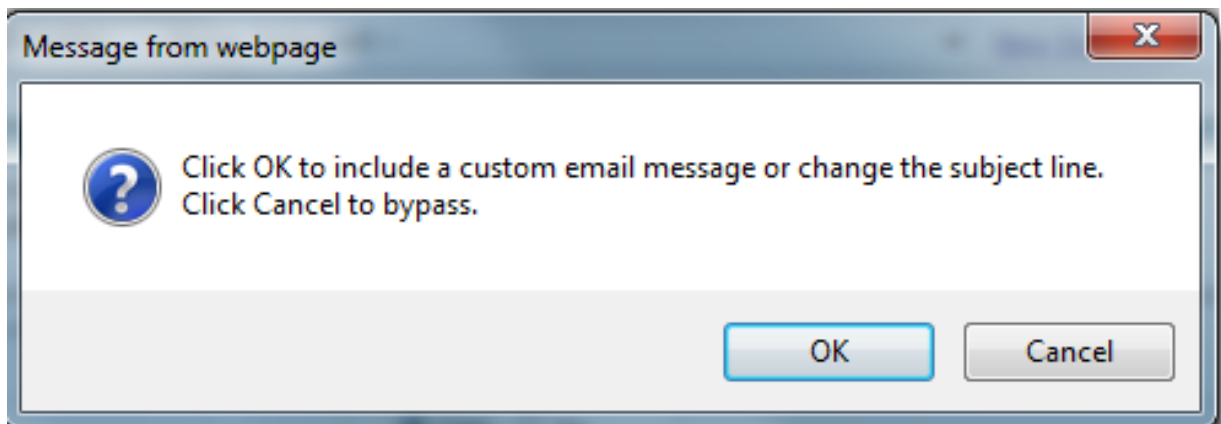 Message from webpage
Click OK to include a custom email message or change the subject line.
Click Cancel to bypass.
OK Cancel